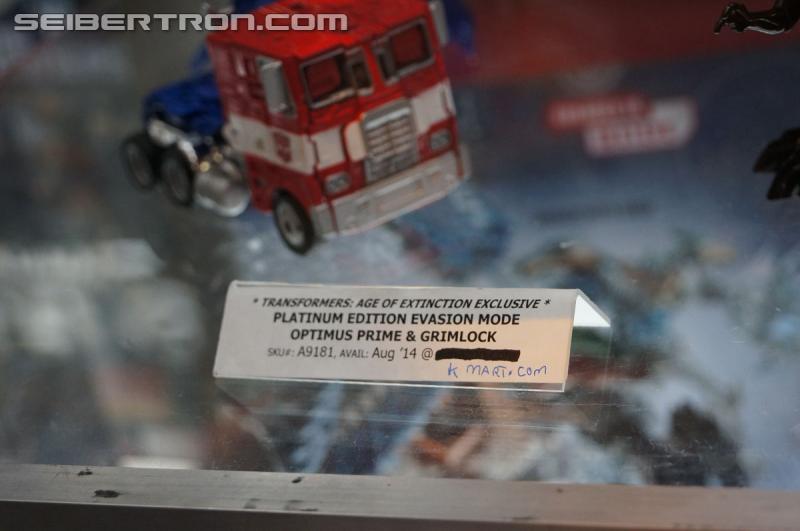 SEIBERTRON.COM
* TRANSFORMERS: AGE OF EXTINCTION EXCLUSIVE *
PLATINUM EDITION EVASION MODE
OPTIMUS PRIME & GRIMLOCK
SKU#: A9181, AVAIL: Aug '14 @
K MART.COM